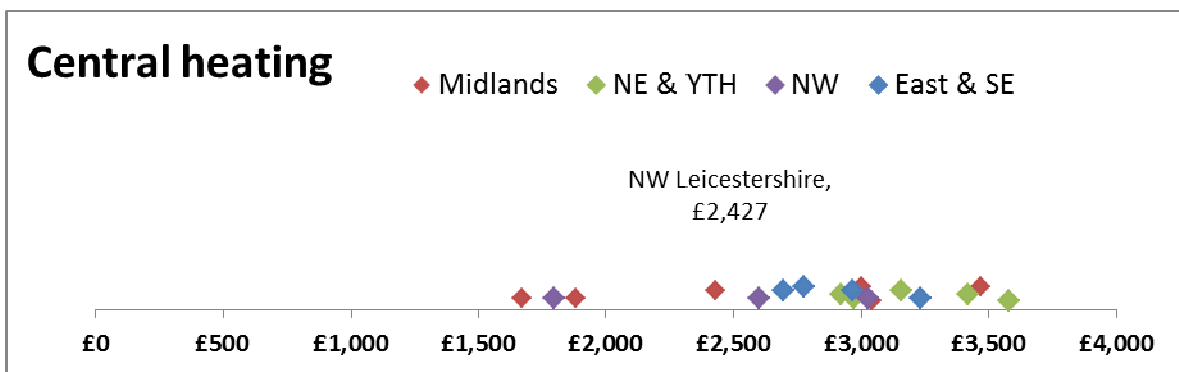 Central heating
Midlands NE & YTH NW East & SE
NW Leicestershire,
£2,427
£0 £500 £1,000 £1,500 £2,000 £2,500 £3,000 £3,500 £4,000